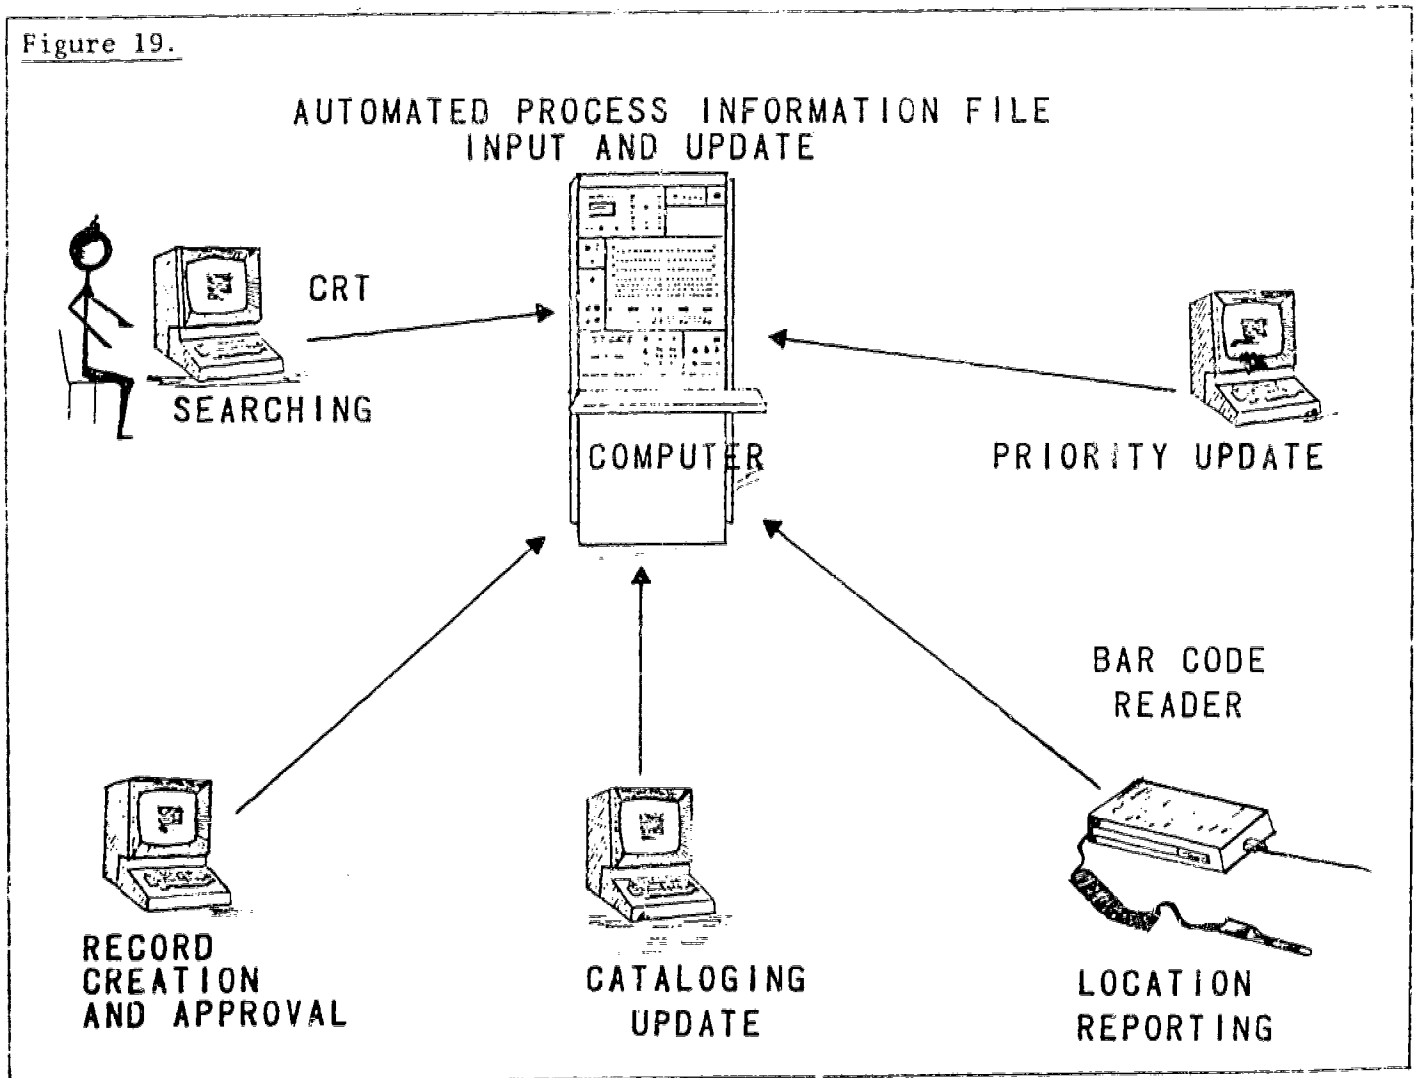 Figure 19.
AUTOMATED PROCESS INFORMATION FILE
INPUT AND UPDATE
CRT
SEARCHING
COMPUTER
PRIORITY UPDATE
BAR CODE
READER
RECORD
CREATION
AND APPROVAL
CATALOGING
UPDATE
LOCATION
REPORTING